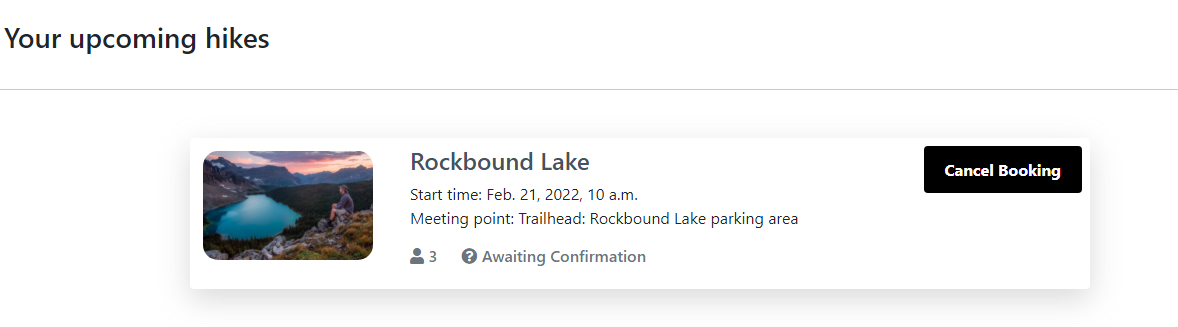 Your upcoming hikes
Rockbound Lake
Cancel Booking
Start time: Feb. 21, 2022, 10 a.m.
Meeting point: Trailhead: Rockbound Lake parking area
3 Awaiting Confirmation